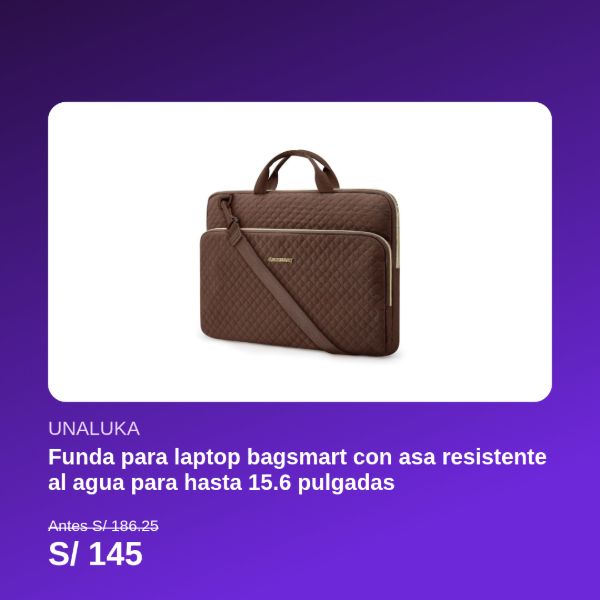 BAGSMART
UNALUKA
Funda para laptop bagsmart con asa resistente
al agua para hasta 15.6 pulgadas
Antes S/ 186.25
S/ 145